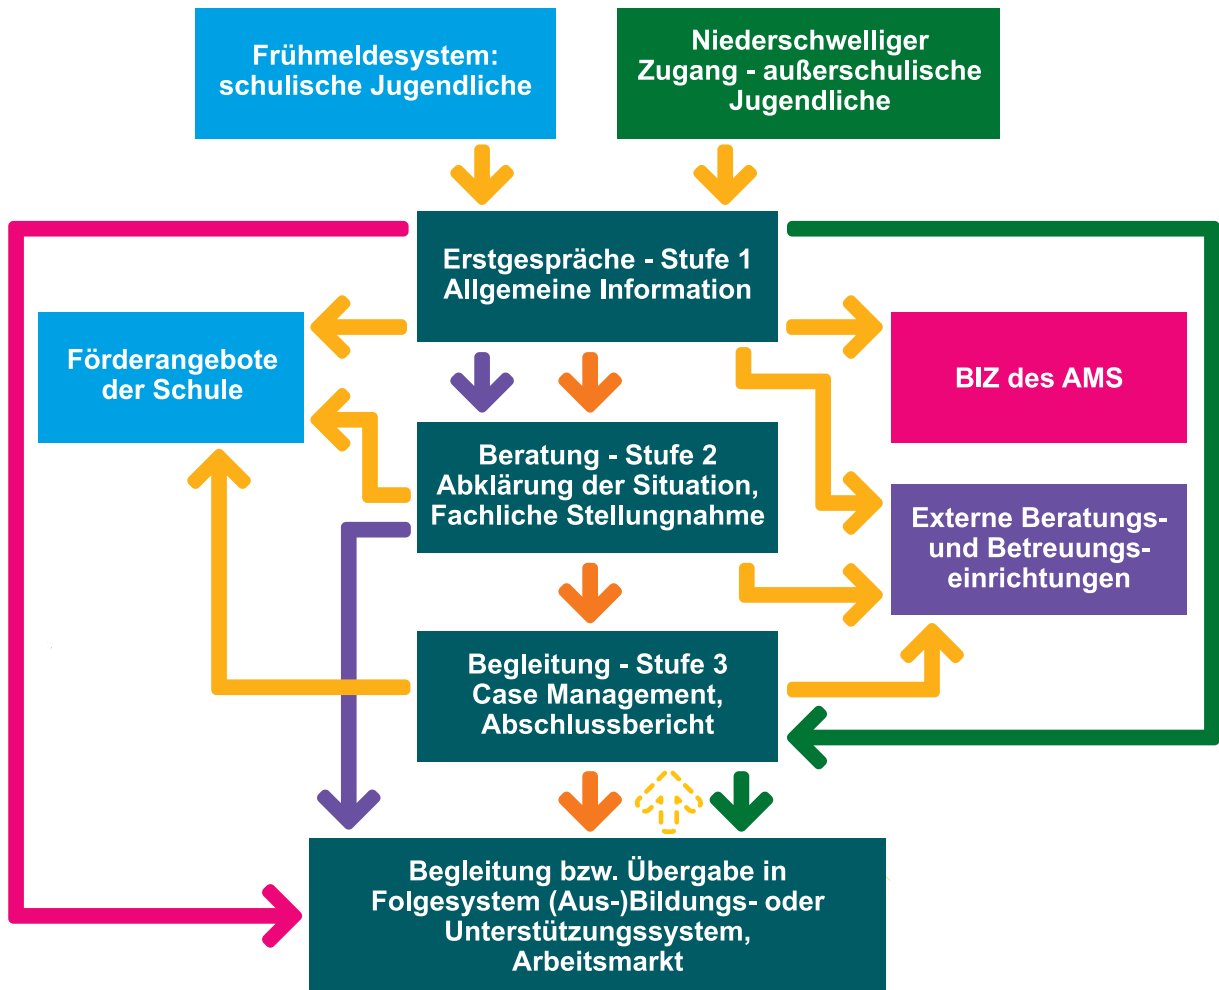 Frühmeldesystem:
schulische Jugendliche
Niederschwelliger
Zugang - außerschulische
Jugendliche
Erstgespräche - Stufe 1
Allgemeine Information
Förderangebote
der Schule
BIZ des AMS
Beratung - Stufe 2
Abklärung der Situation,
Fachliche Stellungnahme
Externe Beratungs-
und Betreuungs-
einrichtungen
Begleitung - Stufe 3
Case Management,
Abschlussbericht
Begleitung bzw. Übergabe in
Folgesystem (Aus-)Bildungs- oder
Unterstützungssystem,
Arbeitsmarkt